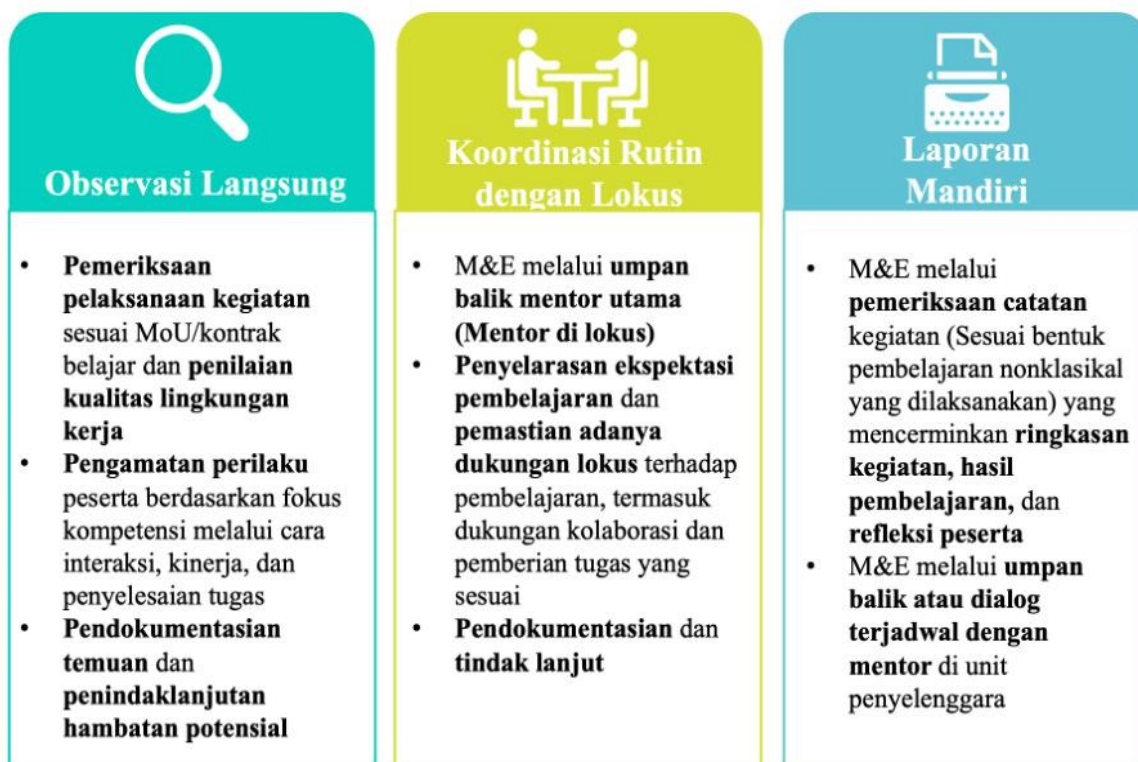 Observasi Langsung
• Pemeriksaan
pelaksanaan kegiatan
sesuai MoU/kontrak
belajar dan penilaian
kualitas lingkungan
kerja
• Pengamatan perilaku
peserta berdasarkan fokus
kompetensi melalui cara
interaksi, kinerja, dan
penyelesaian tugas
• Pendokumentasian
temuan dan
penindaklanjutan
hambatan potensial
Koordinasi Rutin
dengan Lokus
• M&E melalui umpan
balik mentor utama
(Mentor di lokus)
• Penyelarasan ekspektasi
pembelajaran dan
pemastian adanya
dukungan lokus terhadap
pembelajaran, termasuk
dukungan kolaborasi dan
pemberian tugas yang
sesuai
• Pendokumentasian dan
tindak lanjut
Laporan
Mandiri
• M&E melalui
pemeriksaan catatan
kegiatan (Sesuai bentuk
pembelajaran nonklasikal
yang dilaksanakan) yang
mencerminkan ringkasan
kegiatan, hasil
pembelajaran, dan
refleksi peserta
• M&E melalui umpan
balik atau dialog
terjadwal dengan
mentor di unit
penyelenggara